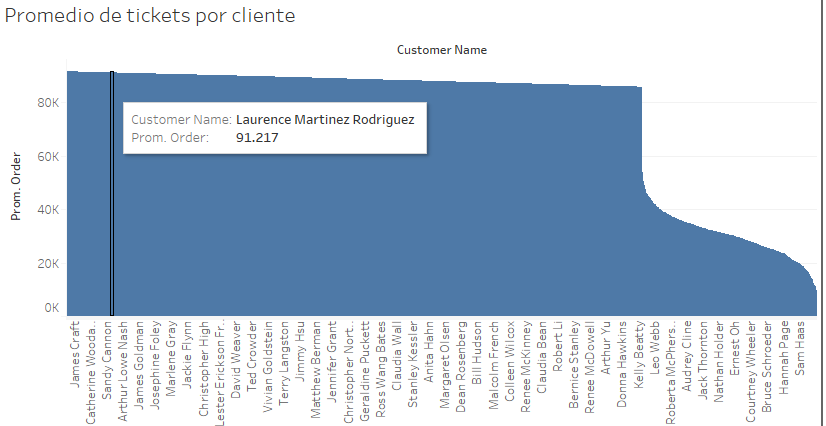 Promedio de tickets por cliente
Customer Name
Prom. Order
80K
60K
40K
20K
0K
Customer Name: Laurence Martinez Rodriguez
Prom. Order: 91.217
James Craft
Catherine Wooda..
Sandy Cannon
Arthur Lowe Nash
James Goldman
Josephine Foley
Marlene Gray
Jackie Flynn
Christopher High
Lester Erickson Fr..
David Weaver
Ted Crowder
Vivian Goldstein
Terry Langston
Jimmy Hsu
Matthew Berman
Jennifer Grant
Christopher Nort..
Geraldine Puckett
Ross Wang Bates
Claudia Wall
Stanley Kessler
Anita Hahn
Margaret Olsen
Dean Rosenberg
Bill Hudson
Malcolm French
Colleen Wilcox
Renee McKinney
Claudia Bean
Robert Li
Bernice Stanley
Renee McDowell
Arthur Yu
Donna Hawkins
Kelly Beatty
Leo Webb
Roberta McPhers..
Audrey Cline
Jack Thornton
Nathan Holder
Ernest Oh
Courtney Wheeler
Bruce Schroeder
Hannah Page
Sam Haas